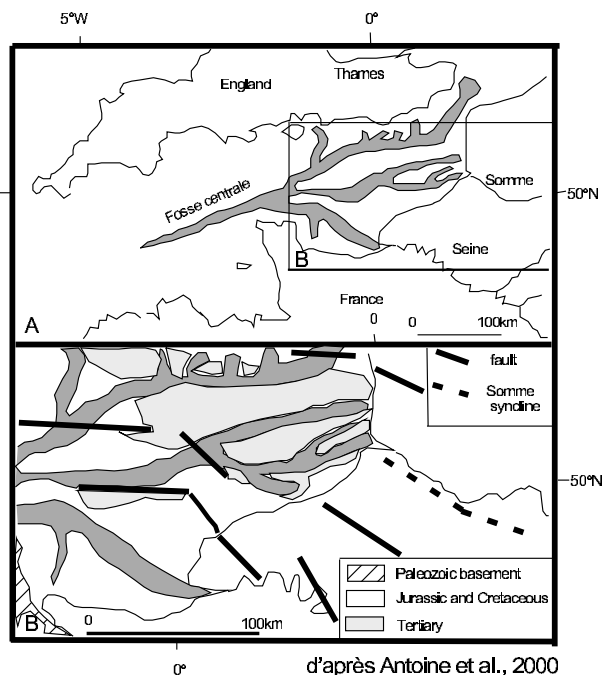 5°W 0°
England Thames
Somme
50°N
Fosse centrale
Seine
B
France
A
0 0 100km
fault
Somme
syncline
50°N
Paleozoic basement
Jurassic and Cretaceous
Tertiary
B
0 100km
0°
d'après Antoine et al., 2000